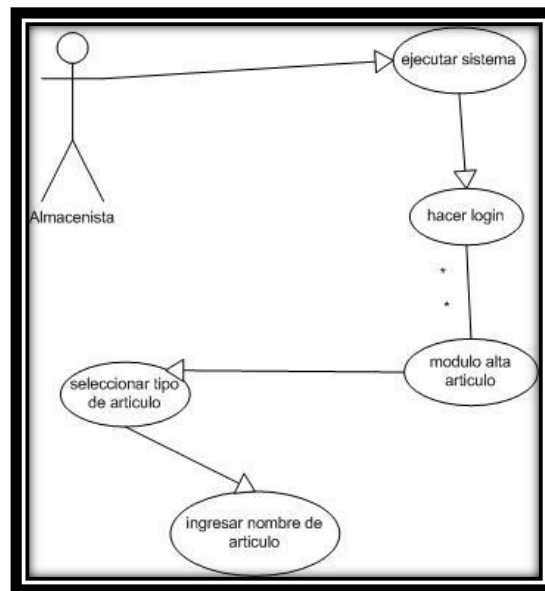 ejecutar sistema
Almacenista
hacer login
*
*
modulo alta
articulo
seleccionar tipo
de articulo
ingresar nombre de
articulo